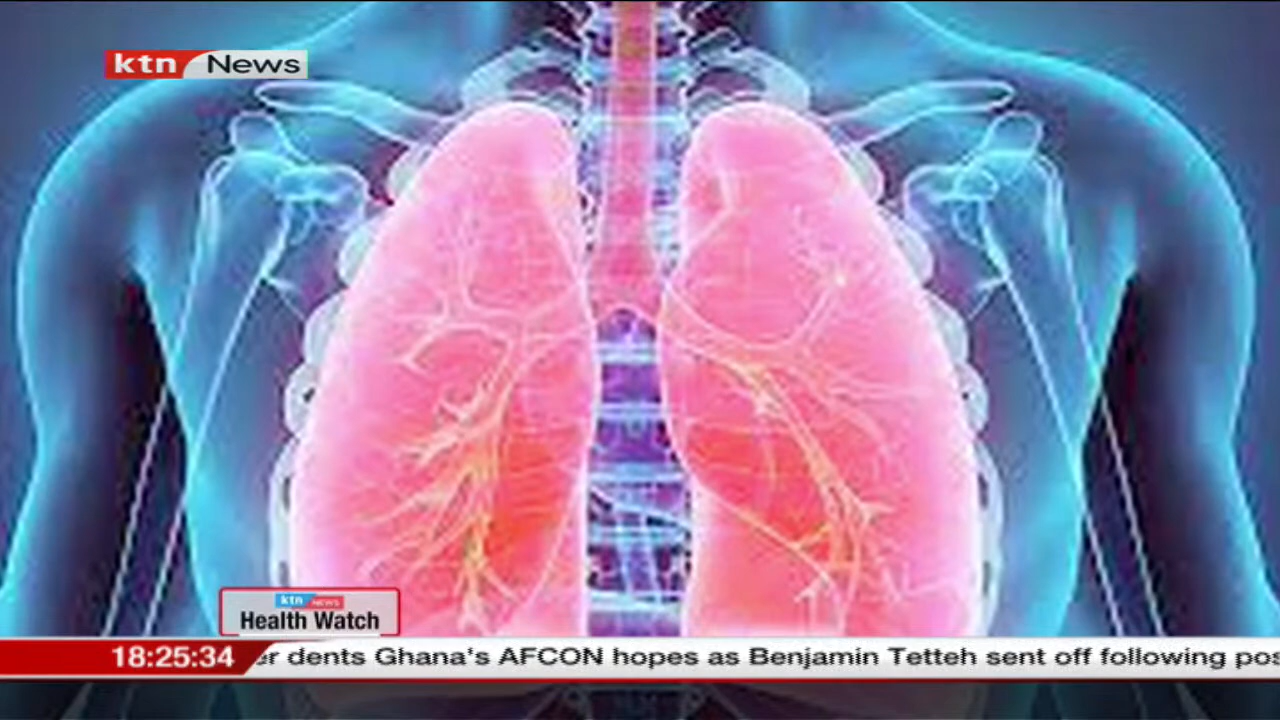 ktn News
ktn NEWS
Health Watch
18:25:34
er dents Ghana's AFCON hopes as Benjamin Tetteh sent off following pos